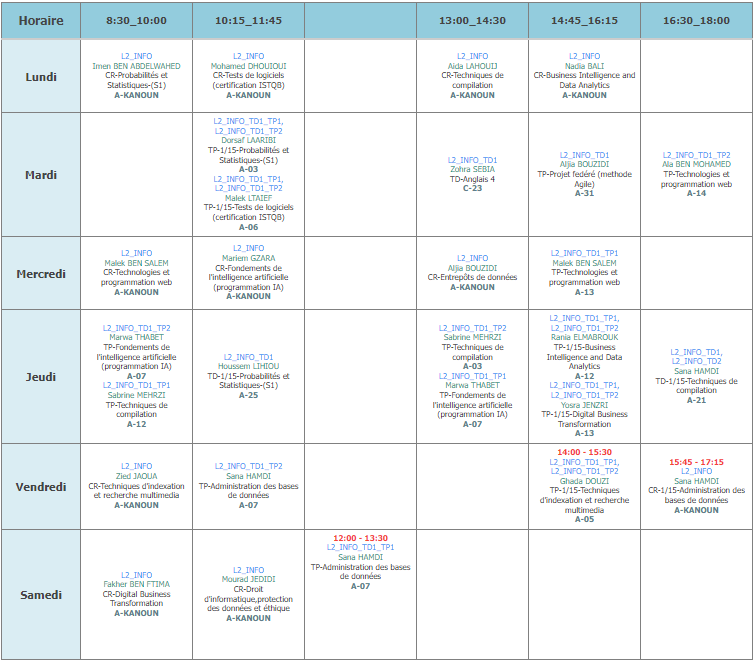 Horaire 8:30_10:00 10:15_11:45 13:00_14:30 14:45_16:15 16:30_18:00
Lundi
L2_INFO
Imen BEN ABDELWAHED
CR-Probabilités et
Statistiques-(S1)
A-KANOUN
L2_INFO
Mohamed DHOUIOUI
CR-Tests de logiciels
(certification ISTQB)
A-KANOUN
L2_INFO
Aida LAHOUIJ
CR-Techniques de
compilation
A-KANOUN
L2_INFO
Nadia BALI
CR-Business Intelligence and
Data Analytics
A-KANOUN
Mardi
L2_INFO_TD1_TP1,
L2_INFO_TD1_TP2
Dorsaf LAARIBI
TP-1/15-Probabilités et
Statistiques-(S1)
A-03
L2_INFO_TD1_TP1,
L2_INFO_TD1_TP2
Malek LTAIEF
TP-1/15-Tests de logiciels
(certification ISTQB)
A-06
L2_INFO_TD1
Zohra SEBIA
TD-Anglais 4
C-23
L2_INFO_TD1
Aljia BOUZIDI
TP-Projet fedéré (methode
Agile)
A-31
L2_INFO_TD1_TP2
Ala BEN MOHAMED
TP-Technologies et
programmation web
A-14
Mercredi
L2_INFO
Malek BEN SALEM
CR-Technologies et
programmation web
A-KANOUN
L2_INFO
Mariem GZARA
CR-Fondements de
l'intelligence artificielle
(programmation IA)
A-KANOUN
L2_INFO
Aljia BOUZIDI
CR-Entrepôts de données
A-KANOUN
L2_INFO_TD1_TP1
Malek BEN SALEM
TP-Technologies et
programmation web
A-13
Jeudi
L2_INFO_TD1_TP2
Marwa THABET
TP-Fondements de
l'intelligence artificielle
(programmation IA)
A-07
L2_INFO_TD1_TP1
Sabrine MEHRZI
TP-Techniques de
compilation
A-12
L2_INFO_TD1
Houssem LIHIOU
TD-1/15-Probabilités et
Statistiques-(S1)
A-25
L2_INFO_TD1_TP2
Sabrine MEHRZI
TP-Techniques de
compilation
A-03
L2_INFO_TD1_TP1
Marwa THABET
TP-Fondements de
l'intelligence artificielle
(programmation IA)
A-07
L2_INFO_TD1_TP1,
L2_INFO_TD1_TP2
Rania ELMABROUK
TP-1/15-Business
Intelligence and Data
Analytics
A-12
L2_INFO_TD1_TP1,
L2_INFO_TD1_TP2
Yosra JENZRI
TP-1/15-Digital Business
Transformation
A-13
L2_INFO_TD1,
L2_INFO_TD2
Sana HAMDI
TD-1/15-Techniques de
compilation
A-21
Vendredi
L2_INFO
Zied JAOUA
CR-Techniques d'indexation
et recherche multimedia
A-KANOUN
L2_INFO_TD1_TP2
Sana HAMDI
TP-Administration des bases
de données
A-07
14:00 - 15:30
L2_INFO_TD1_TP1,
L2_INFO_TD1_TP2
Ghada DOUZI
TP-1/15-Techniques
d'indexation et recherche
multimedia
A-05
15:45 - 17:15
L2_INFO
Sana HAMDI
CR-1/15-Administration des
bases de données
A-KANOUN
Samedi
L2_INFO
Fakher BEN FTIMA
CR-Digital Business
Transformation
A-KANOUN
L2_INFO
Mourad JEDIDI
CR-Droit
d'informatique,protection
des données et éthique
A-KANOUN
12:00 - 13:30
L2_INFO_TD1_TP1
Sana HAMDI
TP-Administration des bases
de données
A-07